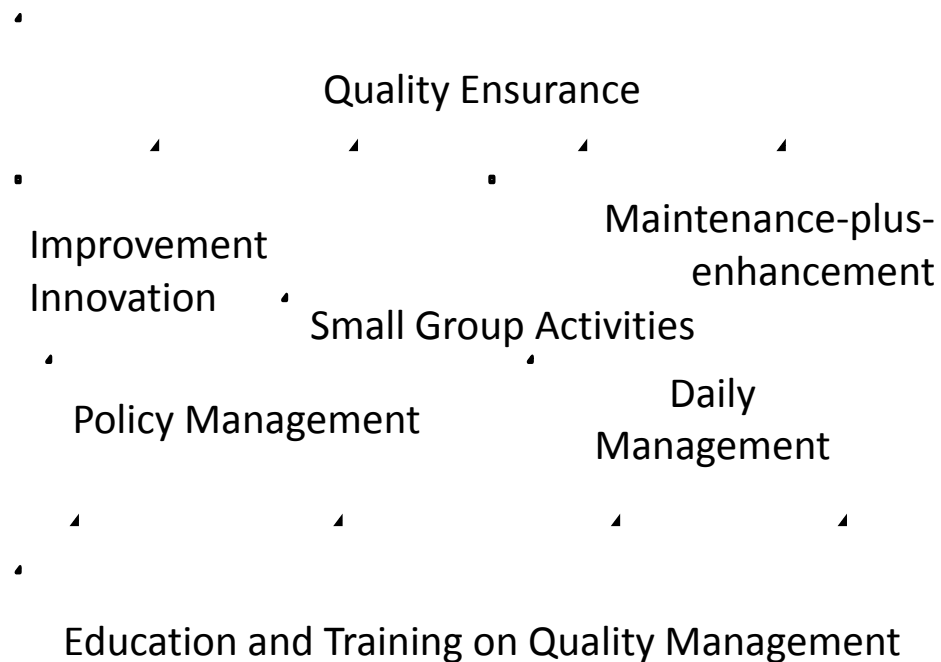 Quality Ensurance
Improvement
Innovation
Maintenance-plus-
enhancement
Small Group Activities
Policy Management
Daily
Management
Education and Training on Quality Management